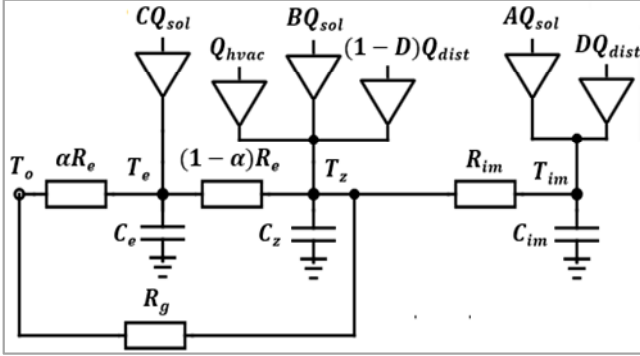 CQ_sol
BQ_sol
AQ_sol
Q_hvac
(1 − D)Q_dist
DQ_dist
T_o
αR_e
T_e
(1 − α)R_e
T_z
R_im
T_im
C_e
C_z
C_im
R_g